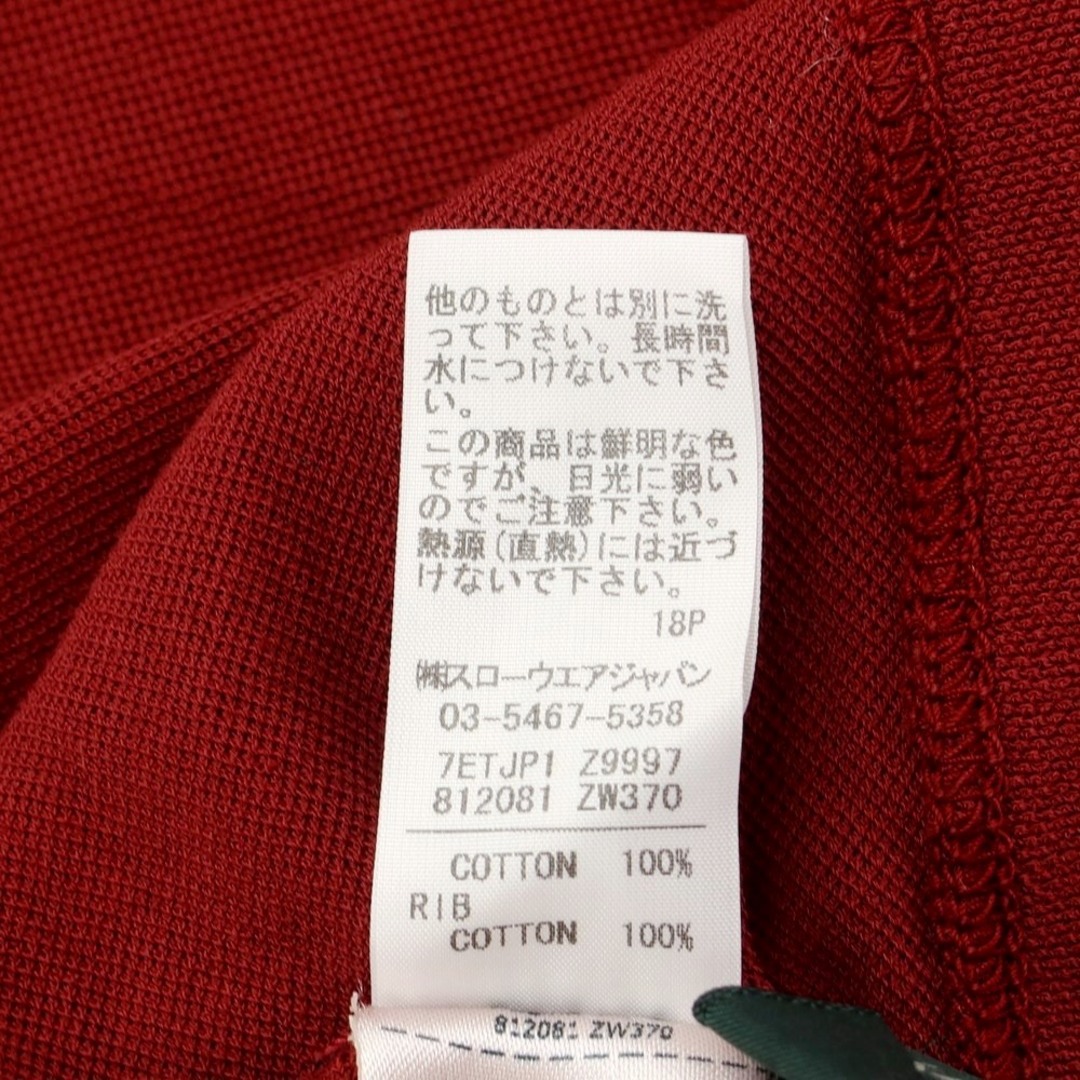 他のものとは別に洗
って下さい。長時間
水につけないで下さ
い。
この商品は鮮明な色
ですが、日光に弱い
のでご注意下さい。
熱源(直熱)には近づ
けないで下さい。
18P
㈱スローウエアジャパン
03-5467-5358
7ETJP1 Z9997
812081 ZW370
COTTON 100%
RIB
COTTON 100%
812081 ZW370